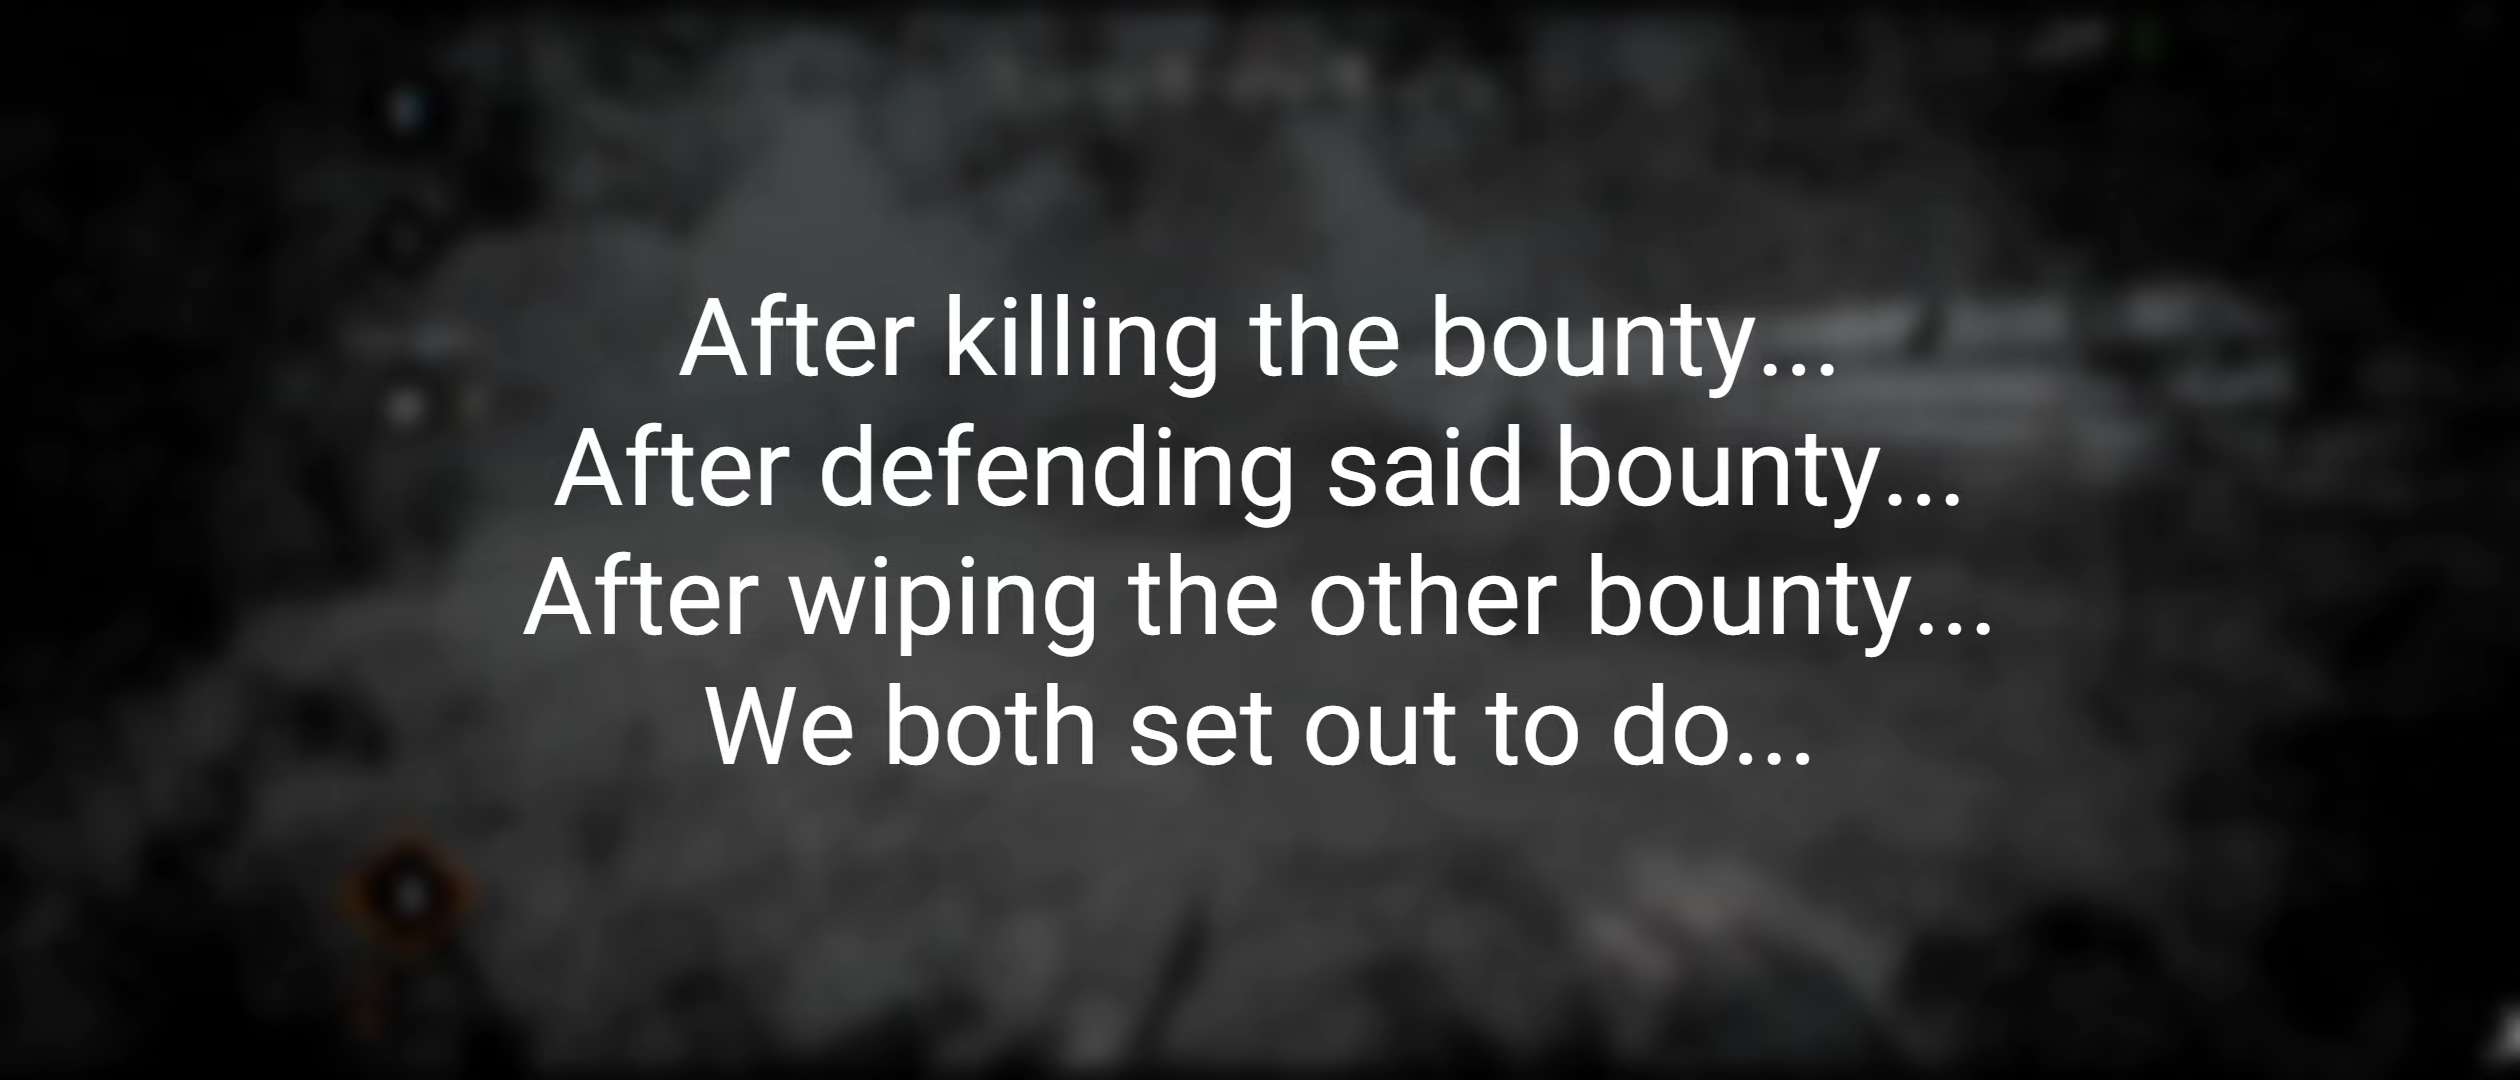 After killing the bounty...
After defending said bounty...
After wiping the other bounty...
We both set out to do...